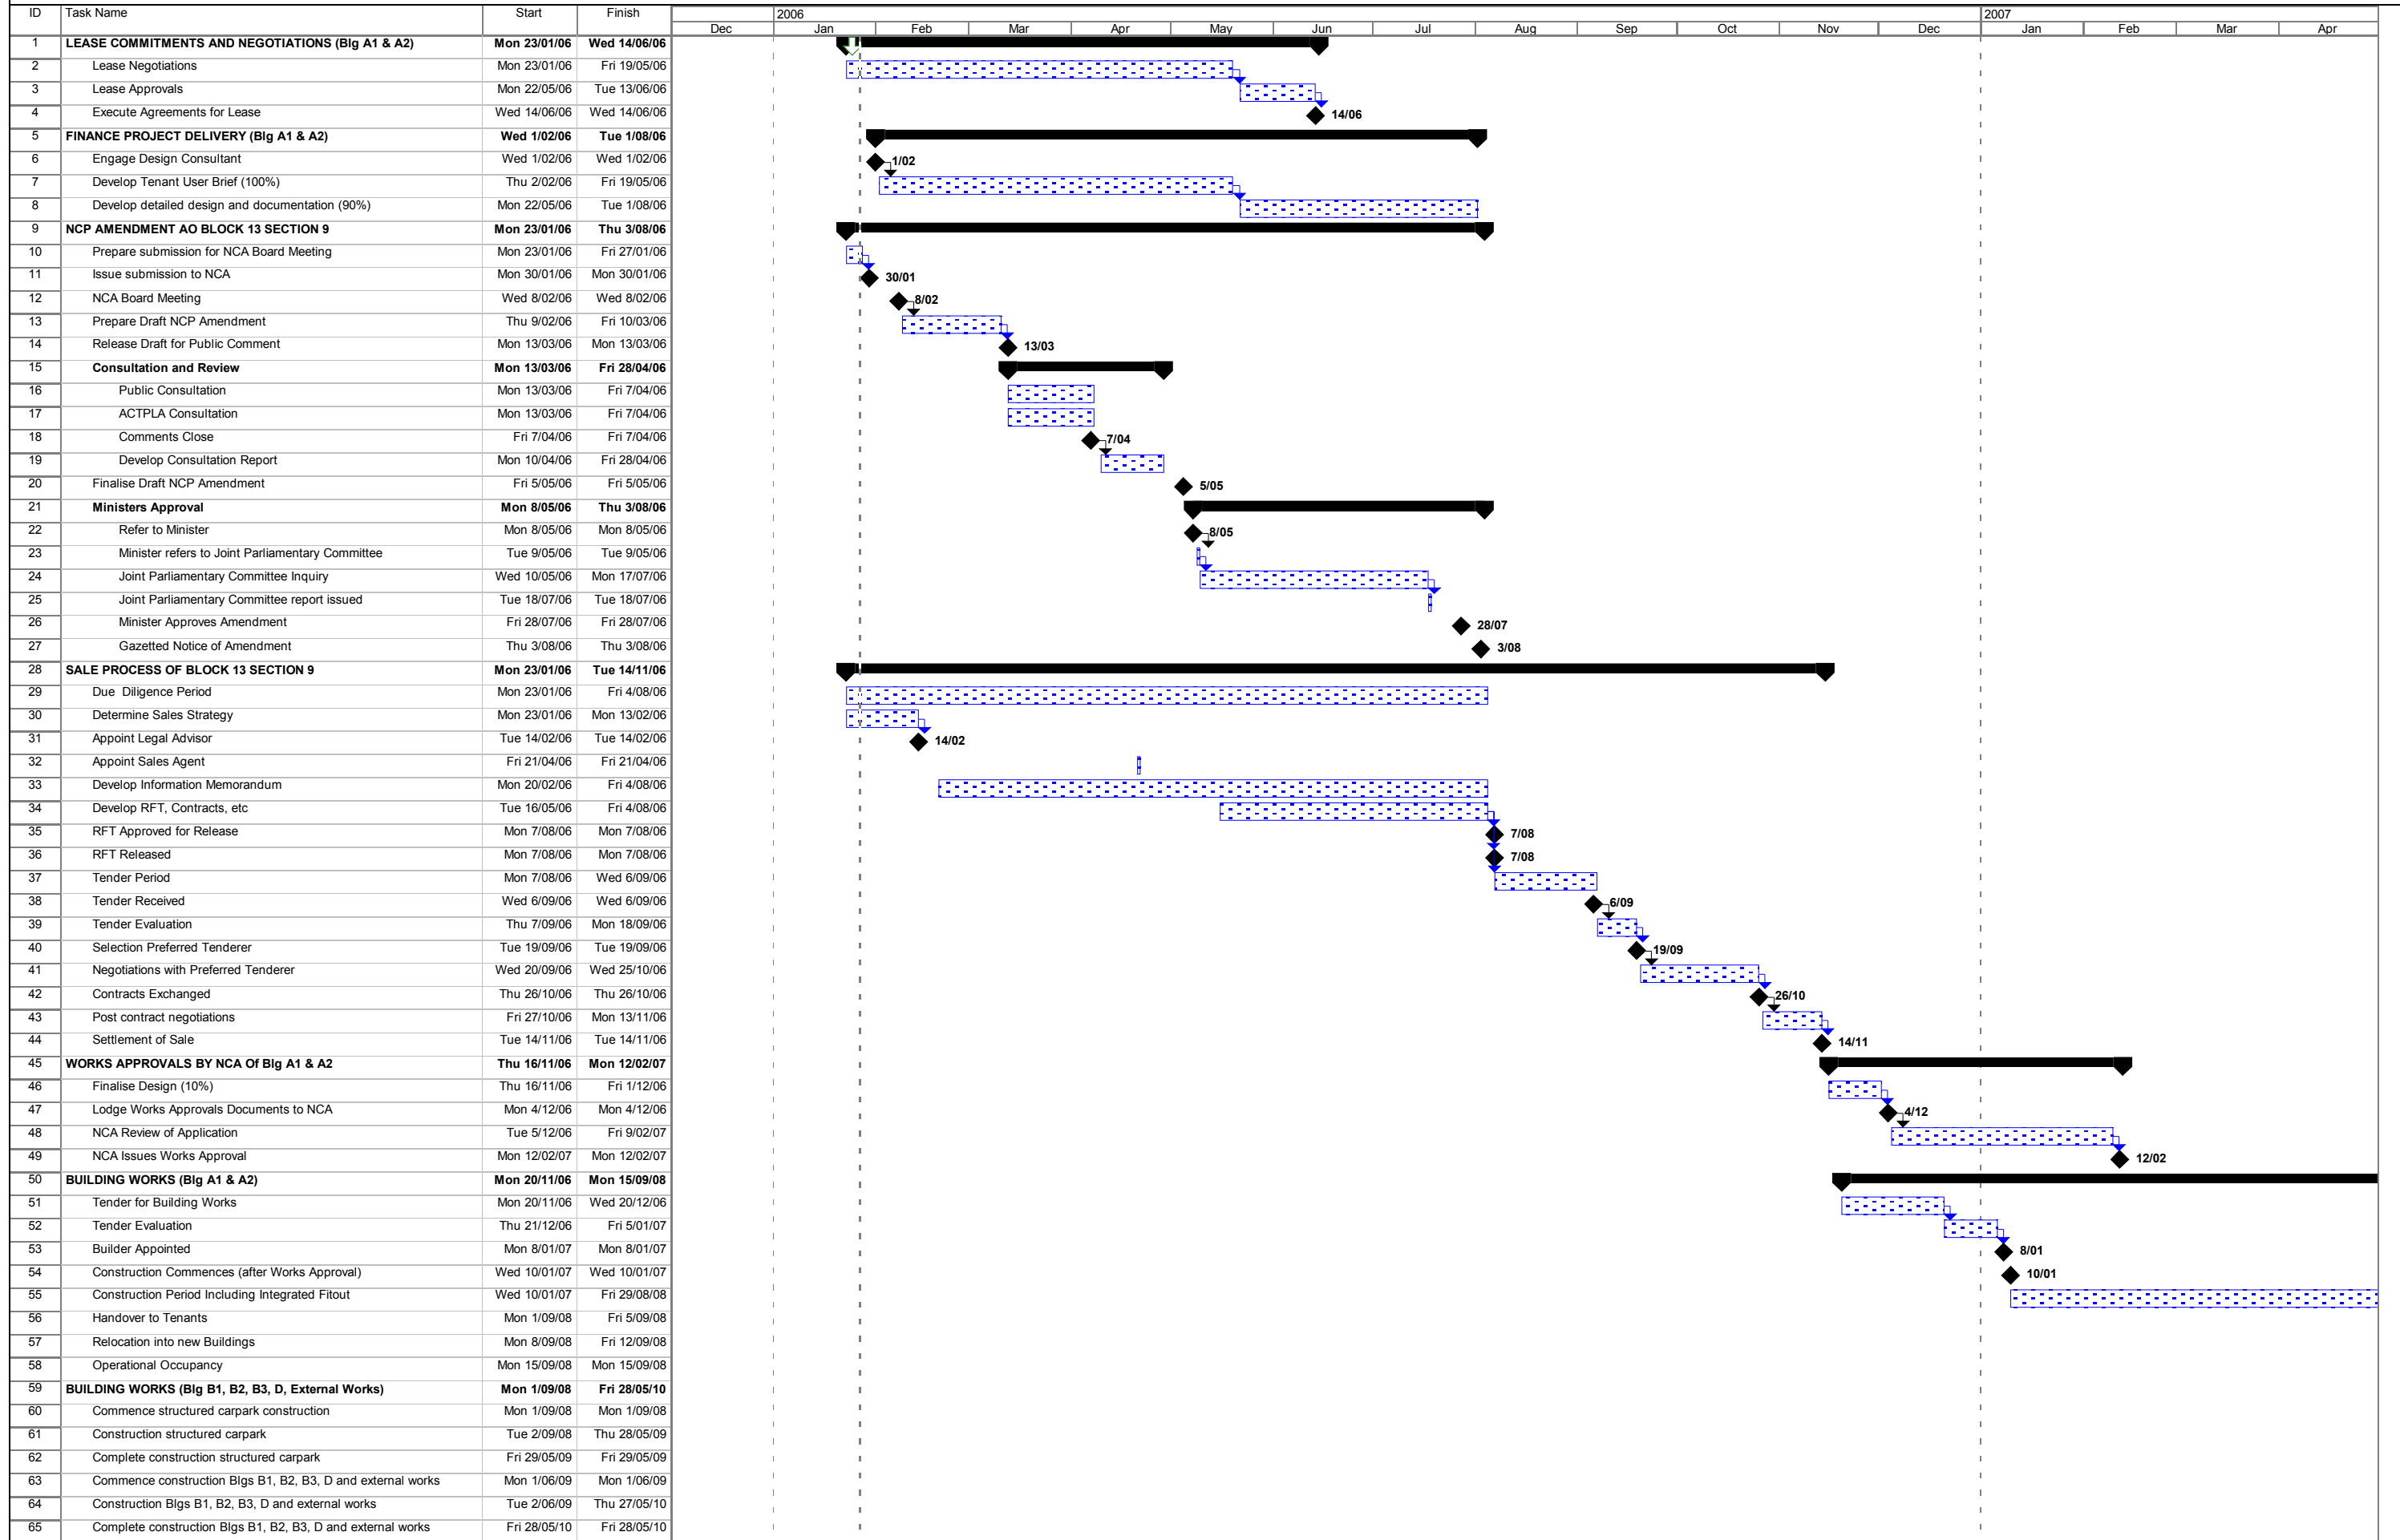 ID Task Name Start Finish 2006 2007
Dec Jan Feb Mar Apr May Jun Jul Aug Sep Oct Nov Dec Jan Feb Mar Apr
1 LEASE COMMITMENTS AND NEGOTIATIONS (Blg A1 & A2) Mon 23/01/06 Wed 14/06/06
2 Lease Negotiations Mon 23/01/06 Fri 19/05/06
3 Lease Approvals Mon 22/05/06 Tue 13/06/06
4 Execute Agreements for Lease Wed 14/06/06 Wed 14/06/06 14/06
5 FINANCE PROJECT DELIVERY (Blg A1 & A2) Wed 1/02/06 Tue 1/08/06
6 Engage Design Consultant Wed 1/02/06 Wed 1/02/06 1/02
7 Develop Tenant User Brief (100%) Thu 2/02/06 Fri 19/05/06
8 Develop detailed design and documentation (90%) Mon 22/05/06 Tue 1/08/06
9 NCP AMENDMENT AO BLOCK 13 SECTION 9 Mon 23/01/06 Thu 3/08/06
10 Prepare submission for NCA Board Meeting Mon 23/01/06 Fri 27/01/06
11 Issue submission to NCA Mon 30/01/06 Mon 30/01/06 30/01
12 NCA Board Meeting Wed 8/02/06 Wed 8/02/06 8/02
13 Prepare Draft NCP Amendment Thu 9/02/06 Fri 10/03/06
14 Release Draft for Public Comment Mon 13/03/06 Mon 13/03/06 13/03
15 Consultation and Review Mon 13/03/06 Fri 28/04/06
16 Public Consultation Mon 13/03/06 Fri 7/04/06
17 ACTPLA Consultation Mon 13/03/06 Fri 7/04/06
18 Comments Close Fri 7/04/06 Fri 7/04/06 7/04
19 Develop Consultation Report Mon 10/04/06 Fri 28/04/06
20 Finalise Draft NCP Amendment Fri 5/05/06 Fri 5/05/06 5/05
21 Ministers Approval Mon 8/05/06 Thu 3/08/06
22 Refer to Minister Mon 8/05/06 Mon 8/05/06 8/05
23 Minister refers to Joint Parliamentary Committee Tue 9/05/06 Tue 9/05/06
24 Joint Parliamentary Committee Inquiry Wed 10/05/06 Mon 17/07/06
25 Joint Parliamentary Committee report issued Tue 18/07/06 Tue 18/07/06
26 Minister Approves Amendment Fri 28/07/06 Fri 28/07/06 28/07
27 Gazetted Notice of Amendment Thu 3/08/06 Thu 3/08/06 3/08
28 SALE PROCESS OF BLOCK 13 SECTION 9 Mon 23/01/06 Tue 14/11/06
29 Due Diligence Period Mon 23/01/06 Fri 4/08/06
30 Determine Sales Strategy Mon 23/01/06 Mon 13/02/06
31 Appoint Legal Advisor Tue 14/02/06 Tue 14/02/06 14/02
32 Appoint Sales Agent Fri 21/04/06 Fri 21/04/06
33 Develop Information Memorandum Mon 20/02/06 Fri 4/08/06
34 Develop RFT, Contracts, etc Tue 16/05/06 Fri 4/08/06
35 RFT Approved for Release Mon 7/08/06 Mon 7/08/06 7/08
36 RFT Released Mon 7/08/06 Mon 7/08/06 7/08
37 Tender Period Mon 7/08/06 Wed 6/09/06
38 Tender Received Wed 6/09/06 Wed 6/09/06 6/09
39 Tender Evaluation Thu 7/09/06 Mon 18/09/06
40 Selection Preferred Tenderer Tue 19/09/06 Tue 19/09/06 19/09
41 Negotiations with Preferred Tenderer Wed 20/09/06 Wed 25/10/06
42 Contracts Exchanged Thu 26/10/06 Thu 26/10/06 26/10
43 Post contract negotiations Fri 27/10/06 Mon 13/11/06
44 Settlement of Sale Tue 14/11/06 Tue 14/11/06 14/11
45 WORKS APPROVALS BY NCA Of Blg A1 & A2 Thu 16/11/06 Mon 12/02/07
46 Finalise Design (10%) Thu 16/11/06 Fri 1/12/06
47 Lodge Works Approvals Documents to NCA Mon 4/12/06 Mon 4/12/06 4/12
48 NCA Review of Application Tue 5/12/06 Fri 9/02/07
49 NCA Issues Works Approval Mon 12/02/07 Mon 12/02/07 12/02
50 BUILDING WORKS (Blg A1 & A2) Mon 20/11/06 Mon 15/09/08
51 Tender for Building Works Mon 20/11/06 Wed 20/12/06
52 Tender Evaluation Thu 21/12/06 Fri 5/01/07
53 Builder Appointed Mon 8/01/07 Mon 8/01/07 8/01
54 Construction Commences (after Works Approval) Wed 10/01/07 Wed 10/01/07 10/01
55 Construction Period Including Integrated Fitout Wed 10/01/07 Fri 29/08/08
56 Handover to Tenants Mon 1/09/08 Fri 5/09/08
57 Relocation into new Buildings Mon 8/09/08 Fri 12/09/08
58 Operational Occupancy Mon 15/09/08 Mon 15/09/08
59 BUILDING WORKS (Blg B1, B2, B3, D, External Works) Mon 1/09/08 Fri 28/05/10
60 Commence structured carpark construction Mon 1/09/08 Mon 1/09/08
61 Construction structured carpark Tue 2/09/08 Thu 28/05/09
62 Complete construction structured carpark Fri 29/05/09 Fri 29/05/09
63 Commence construction Blgs B1, B2, B3, D and external works Mon 1/06/09 Mon 1/06/09
64 Construction Blgs B1, B2, B3, D and external works Tue 2/06/09 Thu 27/05/10
65 Complete construction Blgs B1, B2, B3, D and external works Fri 28/05/10 Fri 28/05/10